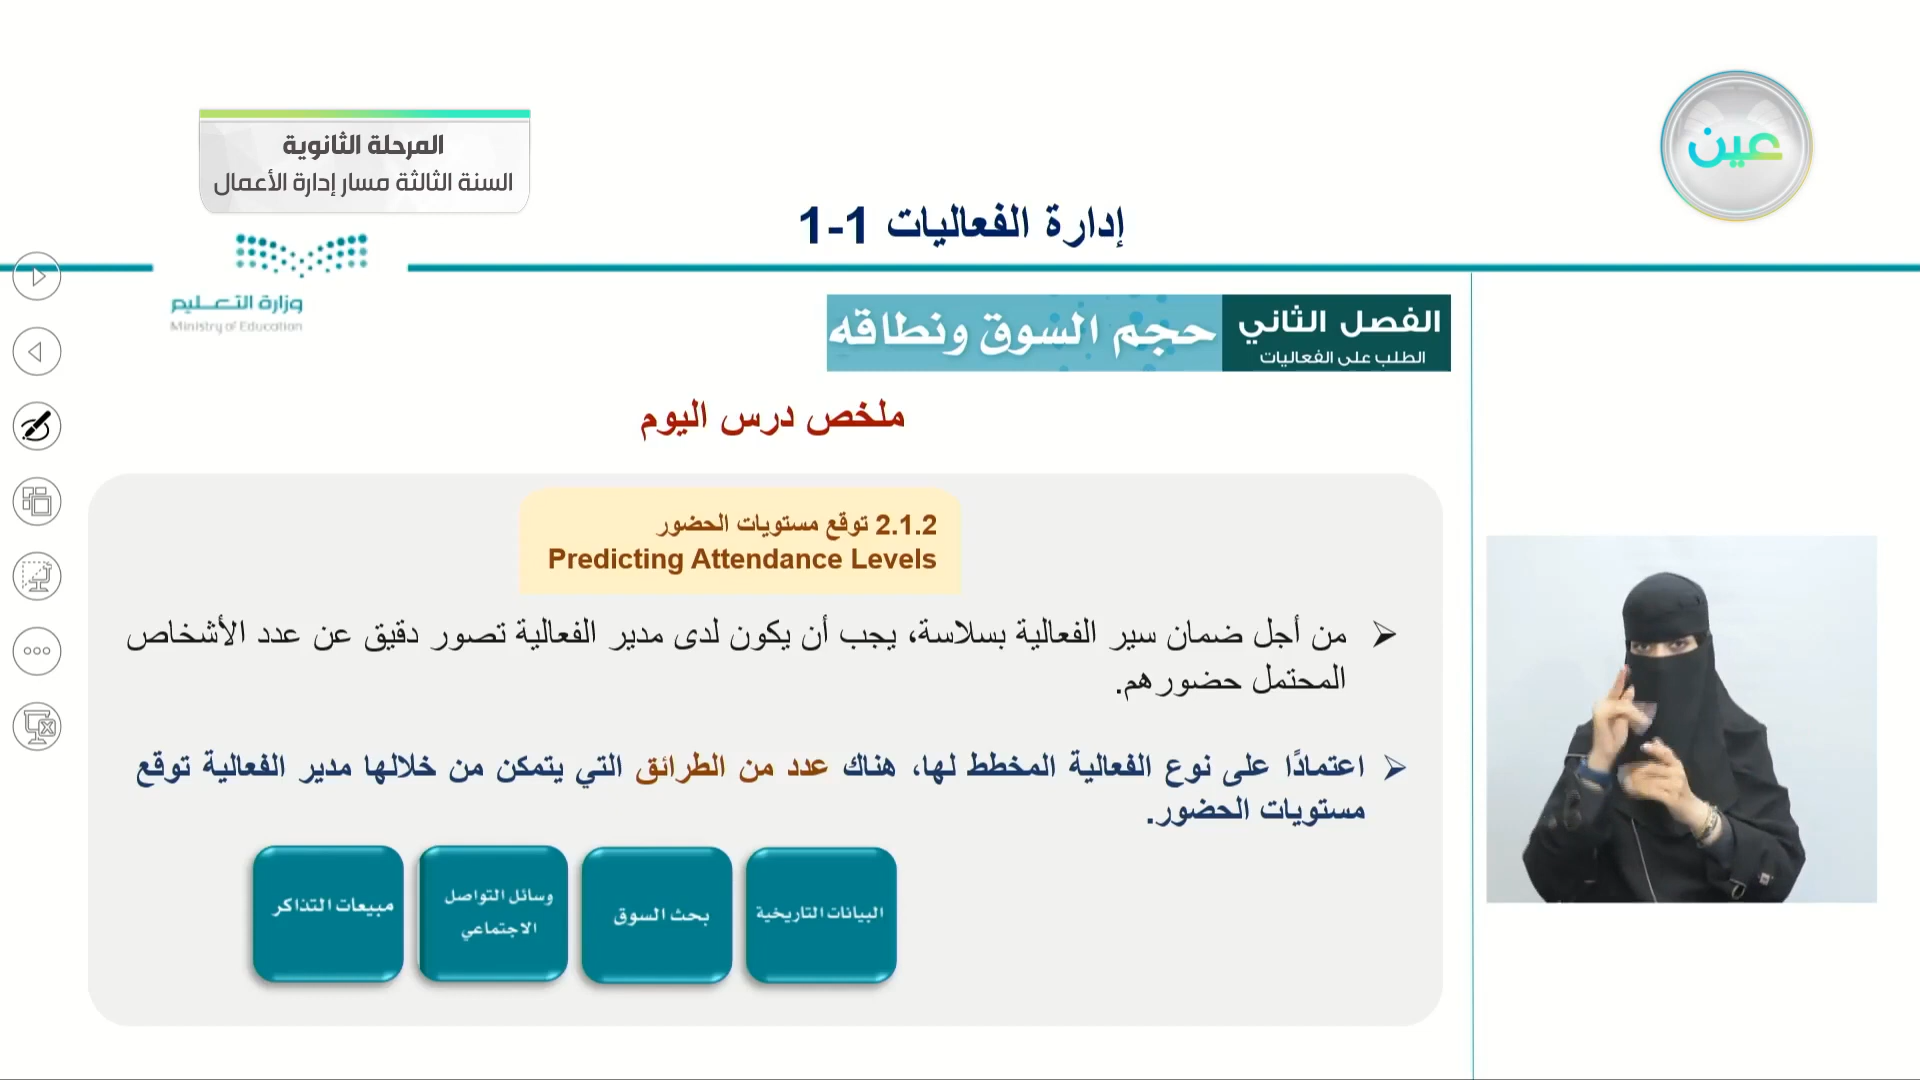 المرحلة الثانوية
السنة الثالثة مسار إدارة الأعمال
عين
إدارة الفعاليات 1-1
وزارة التعليم
Ministry of Education
الفصل الثاني
الطلب على الفعاليات
حجم السوق ونطاقه
ملخص درس اليوم
2.1.2 توقع مستويات الحضور
Predicting Attendance Levels
من أجل ضمان سير الفعالية بسلاسة، يجب أن يكون لدى مدير الفعالية تصور دقيق عن عدد الأشخاص
المحتمل حضورهم.
اعتمادًا على نوع الفعالية المخطط لها، هناك عدد من الطرائق التي يتمكن من خلالها مدير الفعالية توقع
مستويات الحضور.
البيانات التاريخية
بحث السوق
وسائل التواصل
الاجتماعي
مبيعات التذاكر